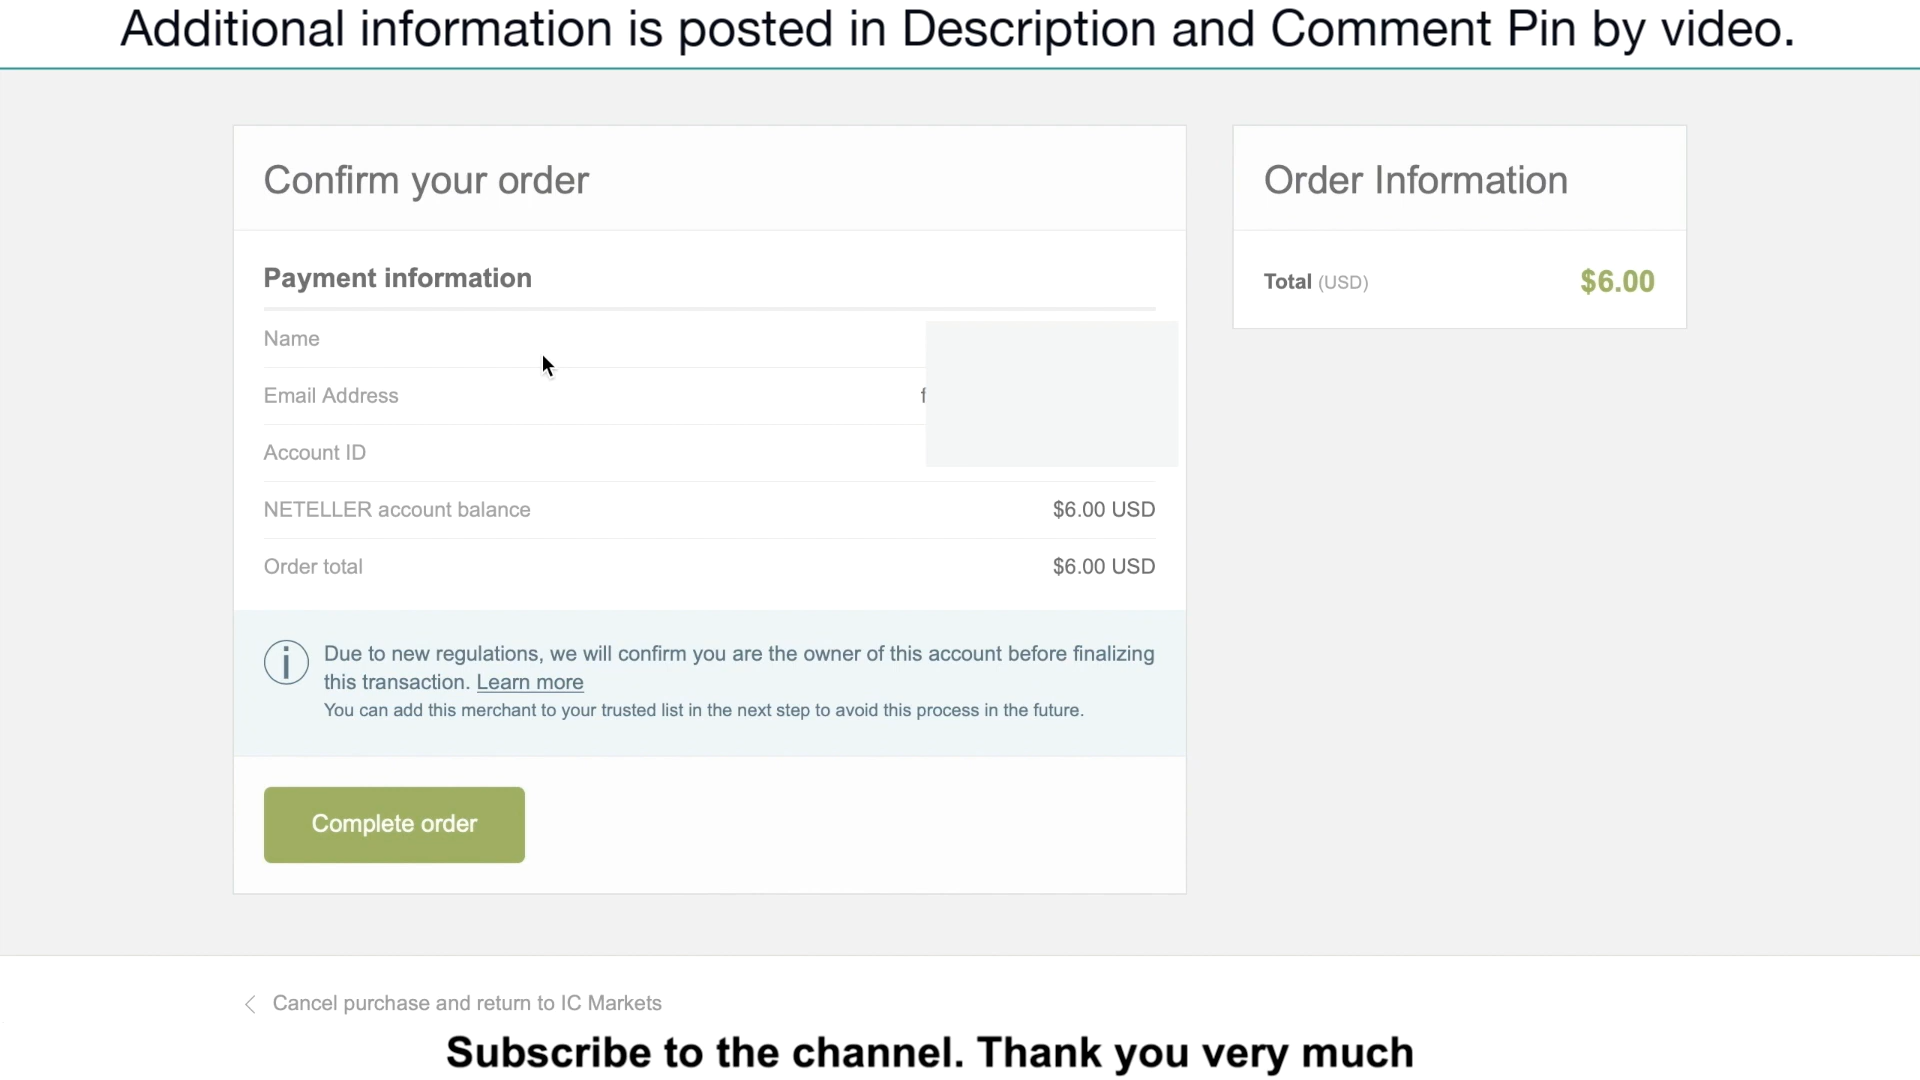 Additional information is posted in Description and Comment Pin by video.
Confirm your order
Order Information
Payment information
Total (USD) $6.00
Name
Email Address f
Account ID
NETELLER account balance $6.00 USD
Order total $6.00 USD
Due to new regulations, we will confirm you are the owner of this account before finalizing
this transaction. Learn more
You can add this merchant to your trusted list in the next step to avoid this process in the future.
Complete order
Cancel purchase and return to IC Markets
Subscribe to the channel. Thank you very much